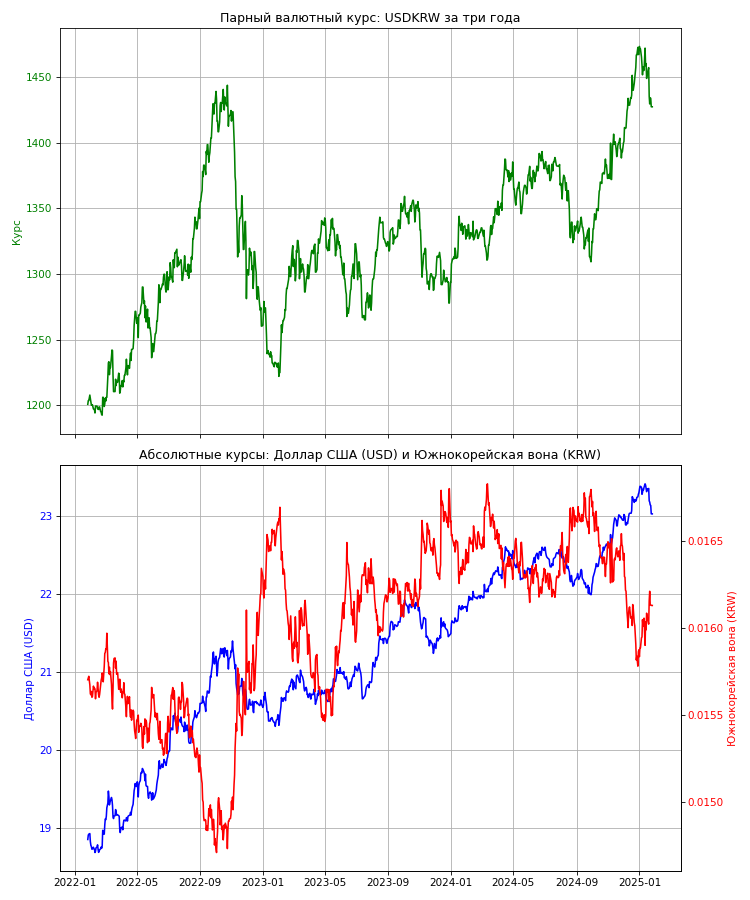 Парный валютный курс: USDKRW за три года
Курс
1450
1400
1350
1300
1250
1200
Абсолютные курсы: Доллар США (USD) и Южнокорейская вона (KRW)
Доллар США (USD)
23
22
21
20
19
0.0165
0.0160
0.0155
0.0150
Южнокорейская вона (KRW)
2022-01 2022-05 2022-09 2023-01 2023-05 2023-09 2024-01 2024-05 2024-09 2025-01